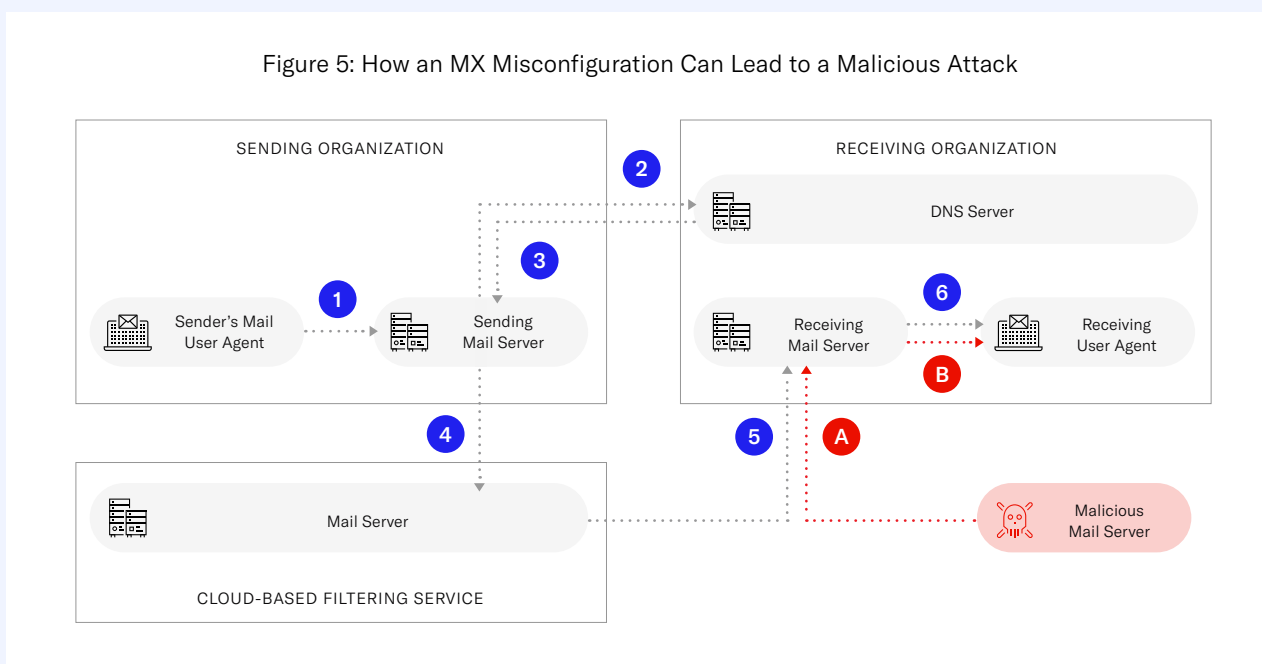 Figure 5: How an MX Misconfiguration Can Lead to a Malicious Attack
SENDING ORGANIZATION
RECEIVING ORGANIZATION
2
DNS Server
3
1
6
Sender's Mail
User Agent
Sending
Mail Server
Receiving
Mail Server
Receiving
User Agent
B
4
5
A
Mail Server
Malicious
Mail Server
CLOUD-BASED FILTERING SERVICE